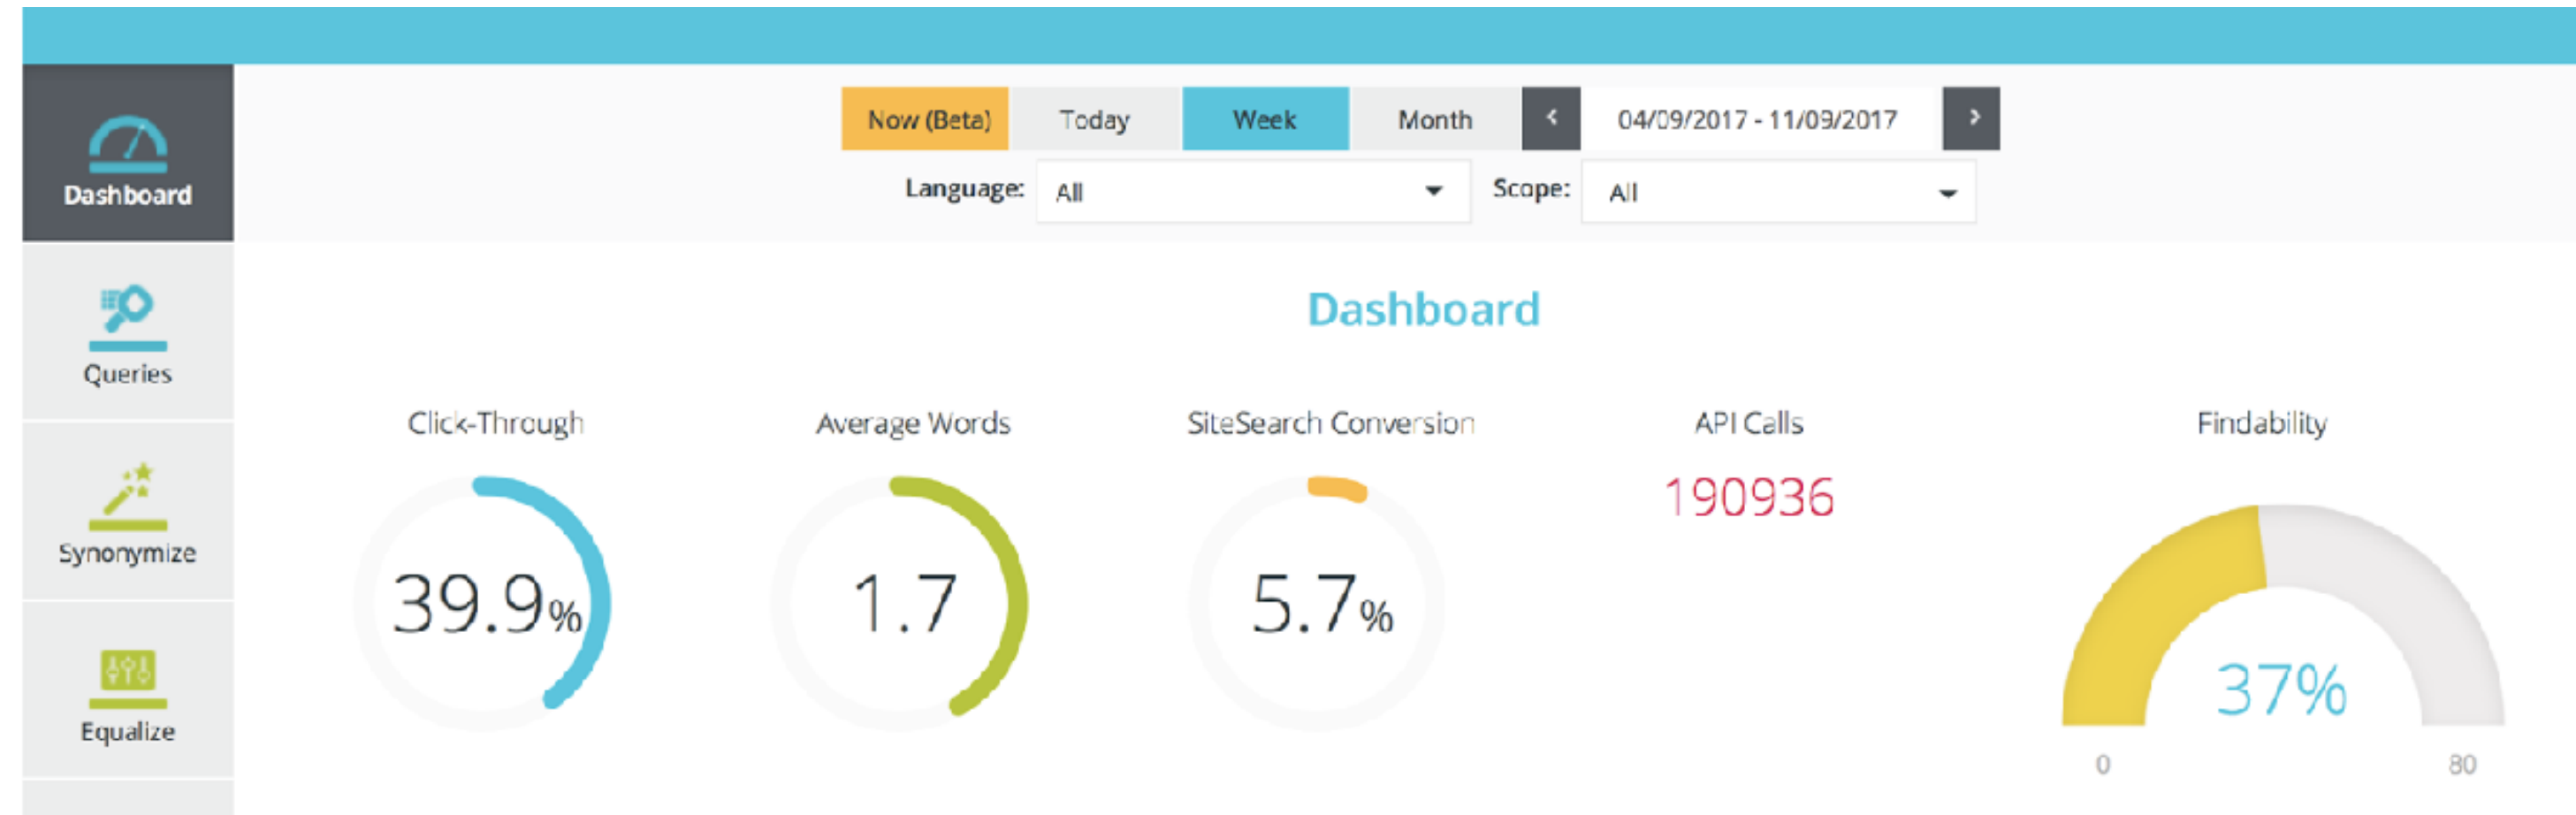 Now (Beta) Today Week Month < 04/09/2017 - 11/09/2017 >
Language: All Scope: All
Dashboard
Queries
Synonymize
Equalize
Dashboard
Click-Through Average Words SiteSearch Conversion API Calls Findability
39.9% 1.7 5.7% 190936 37%
0 80